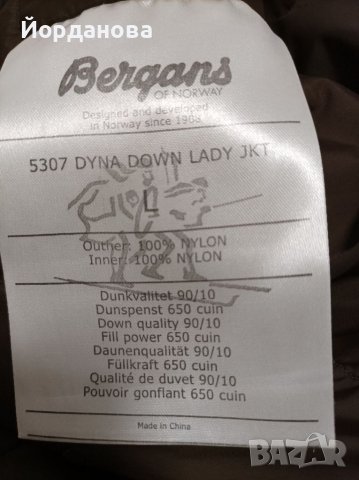 Йорданова
Bergans
OF NORWAY
Designed and developed
in Norway since 1908.
5307 DYNA DOWN LADY JKT
L
Outher: 100% NYLON
Inner: 100% NYLON
Dunkvalitet 90/10
Dunspenst 650 cuin
Down quality 90/10
Fill power 650 cuin
Daunenqualität 90/10
Füllkraft 650 cuin
Qualité de duvet 90/10
Pouvoir gonflant 650 cuin
Made in China
BAZAR